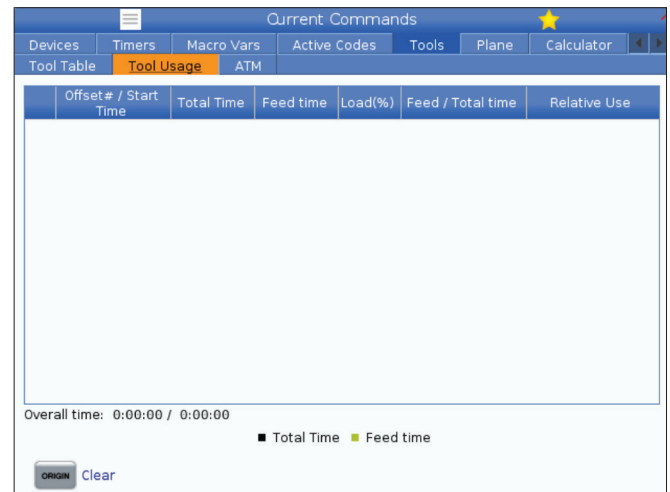 Current Commands
Devices Timers Macro Vars Active Codes Tools Plane Calculator
Tool Table Tool Usage ATM
Offset# / Start Time Total Time Feed time Load(%) Feed / Total time Relative Use
Overall time: 0:00:00 / 0:00:00
Total Time Feed time
ORIGIN Clear